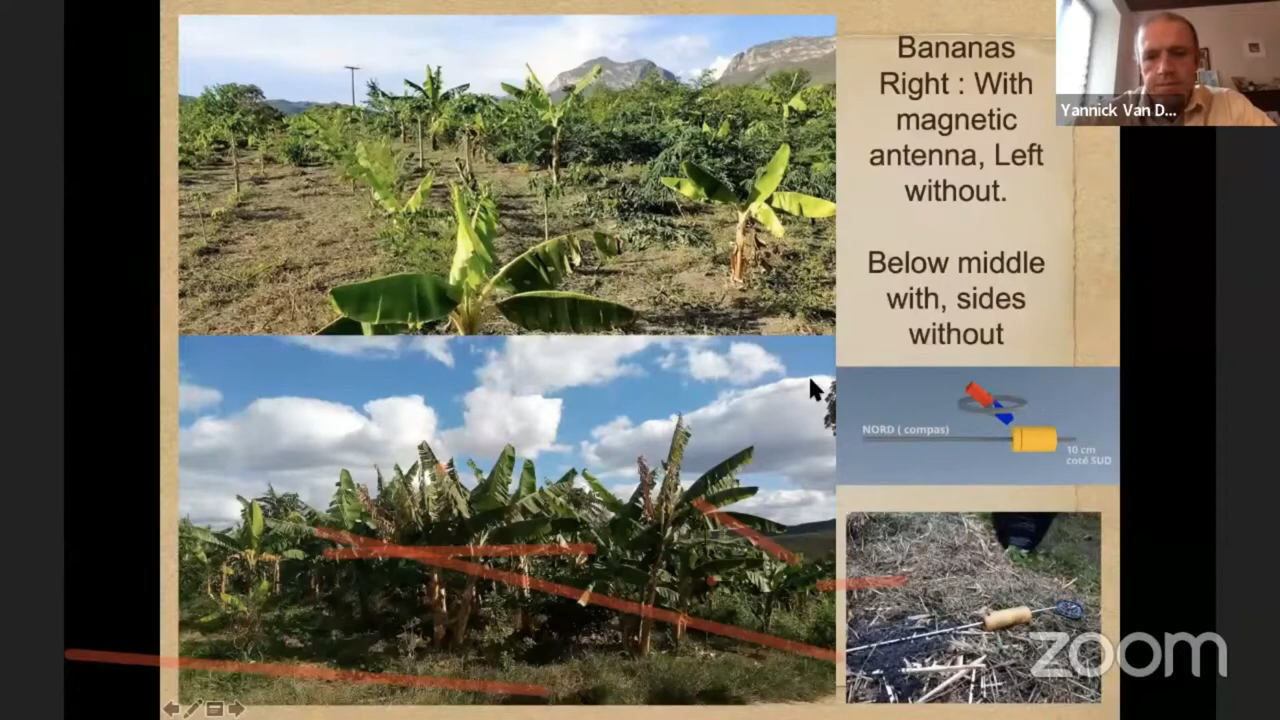 Bananas
Right : With
magnetic
antenna, Left
without.
Below middle
with, sides
without
Yannick Van D...
NORD ( compas)
10 cm
coté SUD
zoom